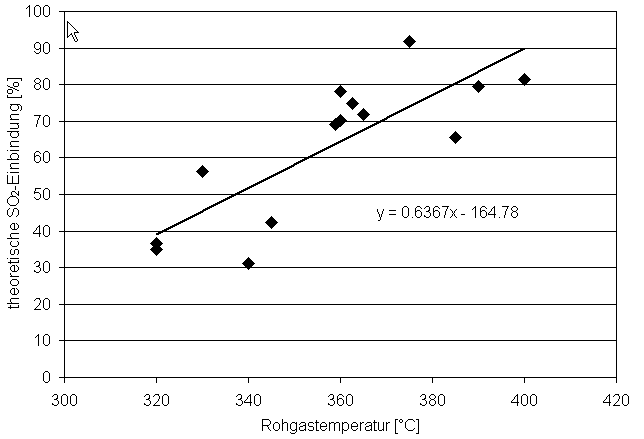 100
90
80
70
60
50
40
30
20
10
0
theoretische SO2-Einbindung [%]
y = 0.6367x - 164.78
300 320 340 360 380 400 420
Rohgastemperatur [°C]